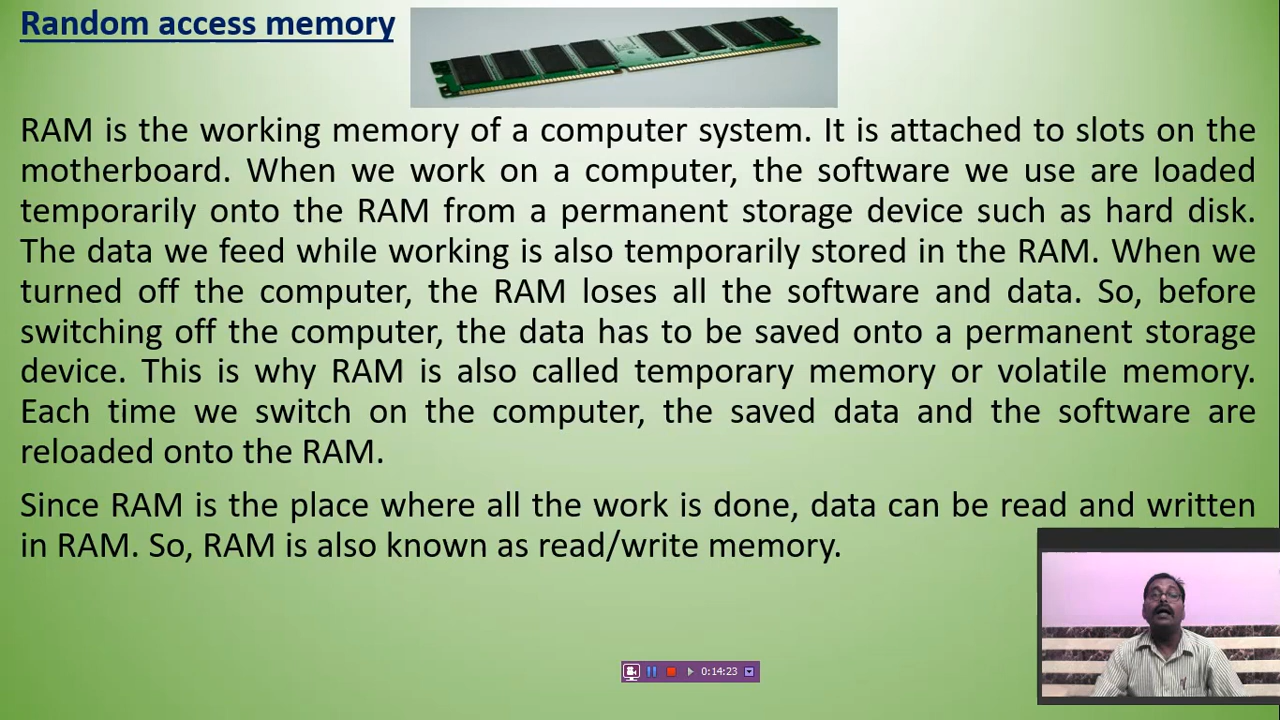 Random access memory
RAM is the working memory of a computer system. It is attached to slots on the
motherboard. When we work on a computer, the software we use are loaded
temporarily onto the RAM from a permanent storage device such as hard disk.
The data we feed while working is also temporarily stored in the RAM. When we
turned off the computer, the RAM loses all the software and data. So, before
switching off the computer, the data has to be saved onto a permanent storage
device. This is why RAM is also called temporary memory or volatile memory.
Each time we switch on the computer, the saved data and the software are
reloaded onto the RAM.
Since RAM is the place where all the work is done, data can be read and written
in RAM. So, RAM is also known as read/write memory.
0:14:23